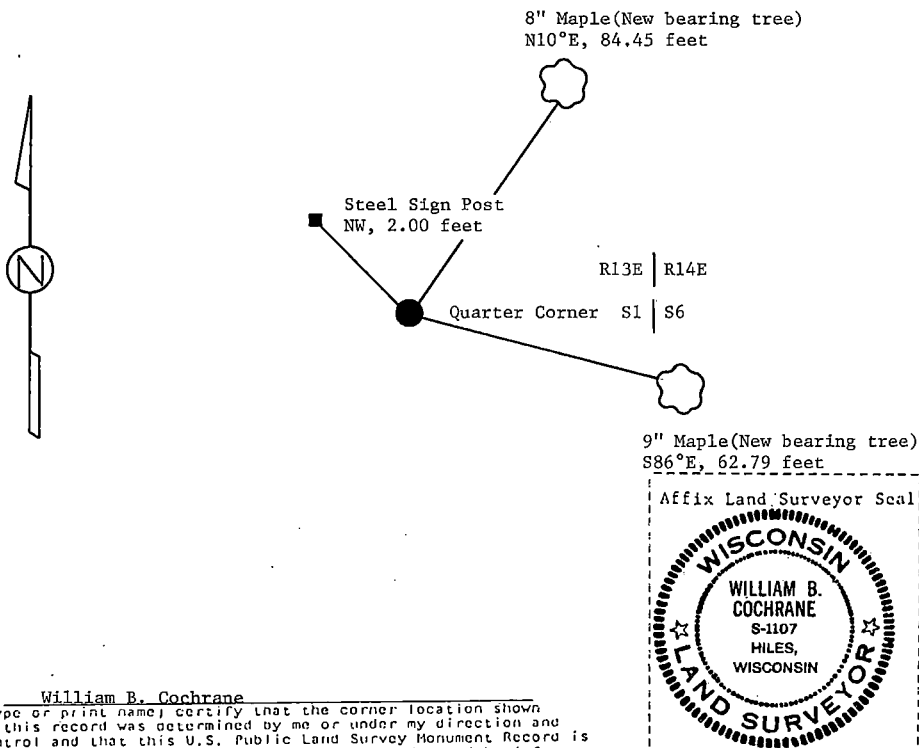 8" Maple(New bearing tree)
N10°E, 84.45 feet
Steel Sign Post
NW, 2.00 feet
N
R13E | R14E
Quarter Corner S1 | S6
9" Maple(New bearing tree)
S86°E, 62.79 feet
Affix Land Surveyor Seal
WISCONSIN
WILLIAM B.
COCHRANE
S-1107
HILES,
WISCONSIN
LAND SURVEYOR
William B. Cochrane
or print name) certify that the corner location shown
this record was determined by me or under my direction and
and that this U.S. Public Land Survey Monument Record is